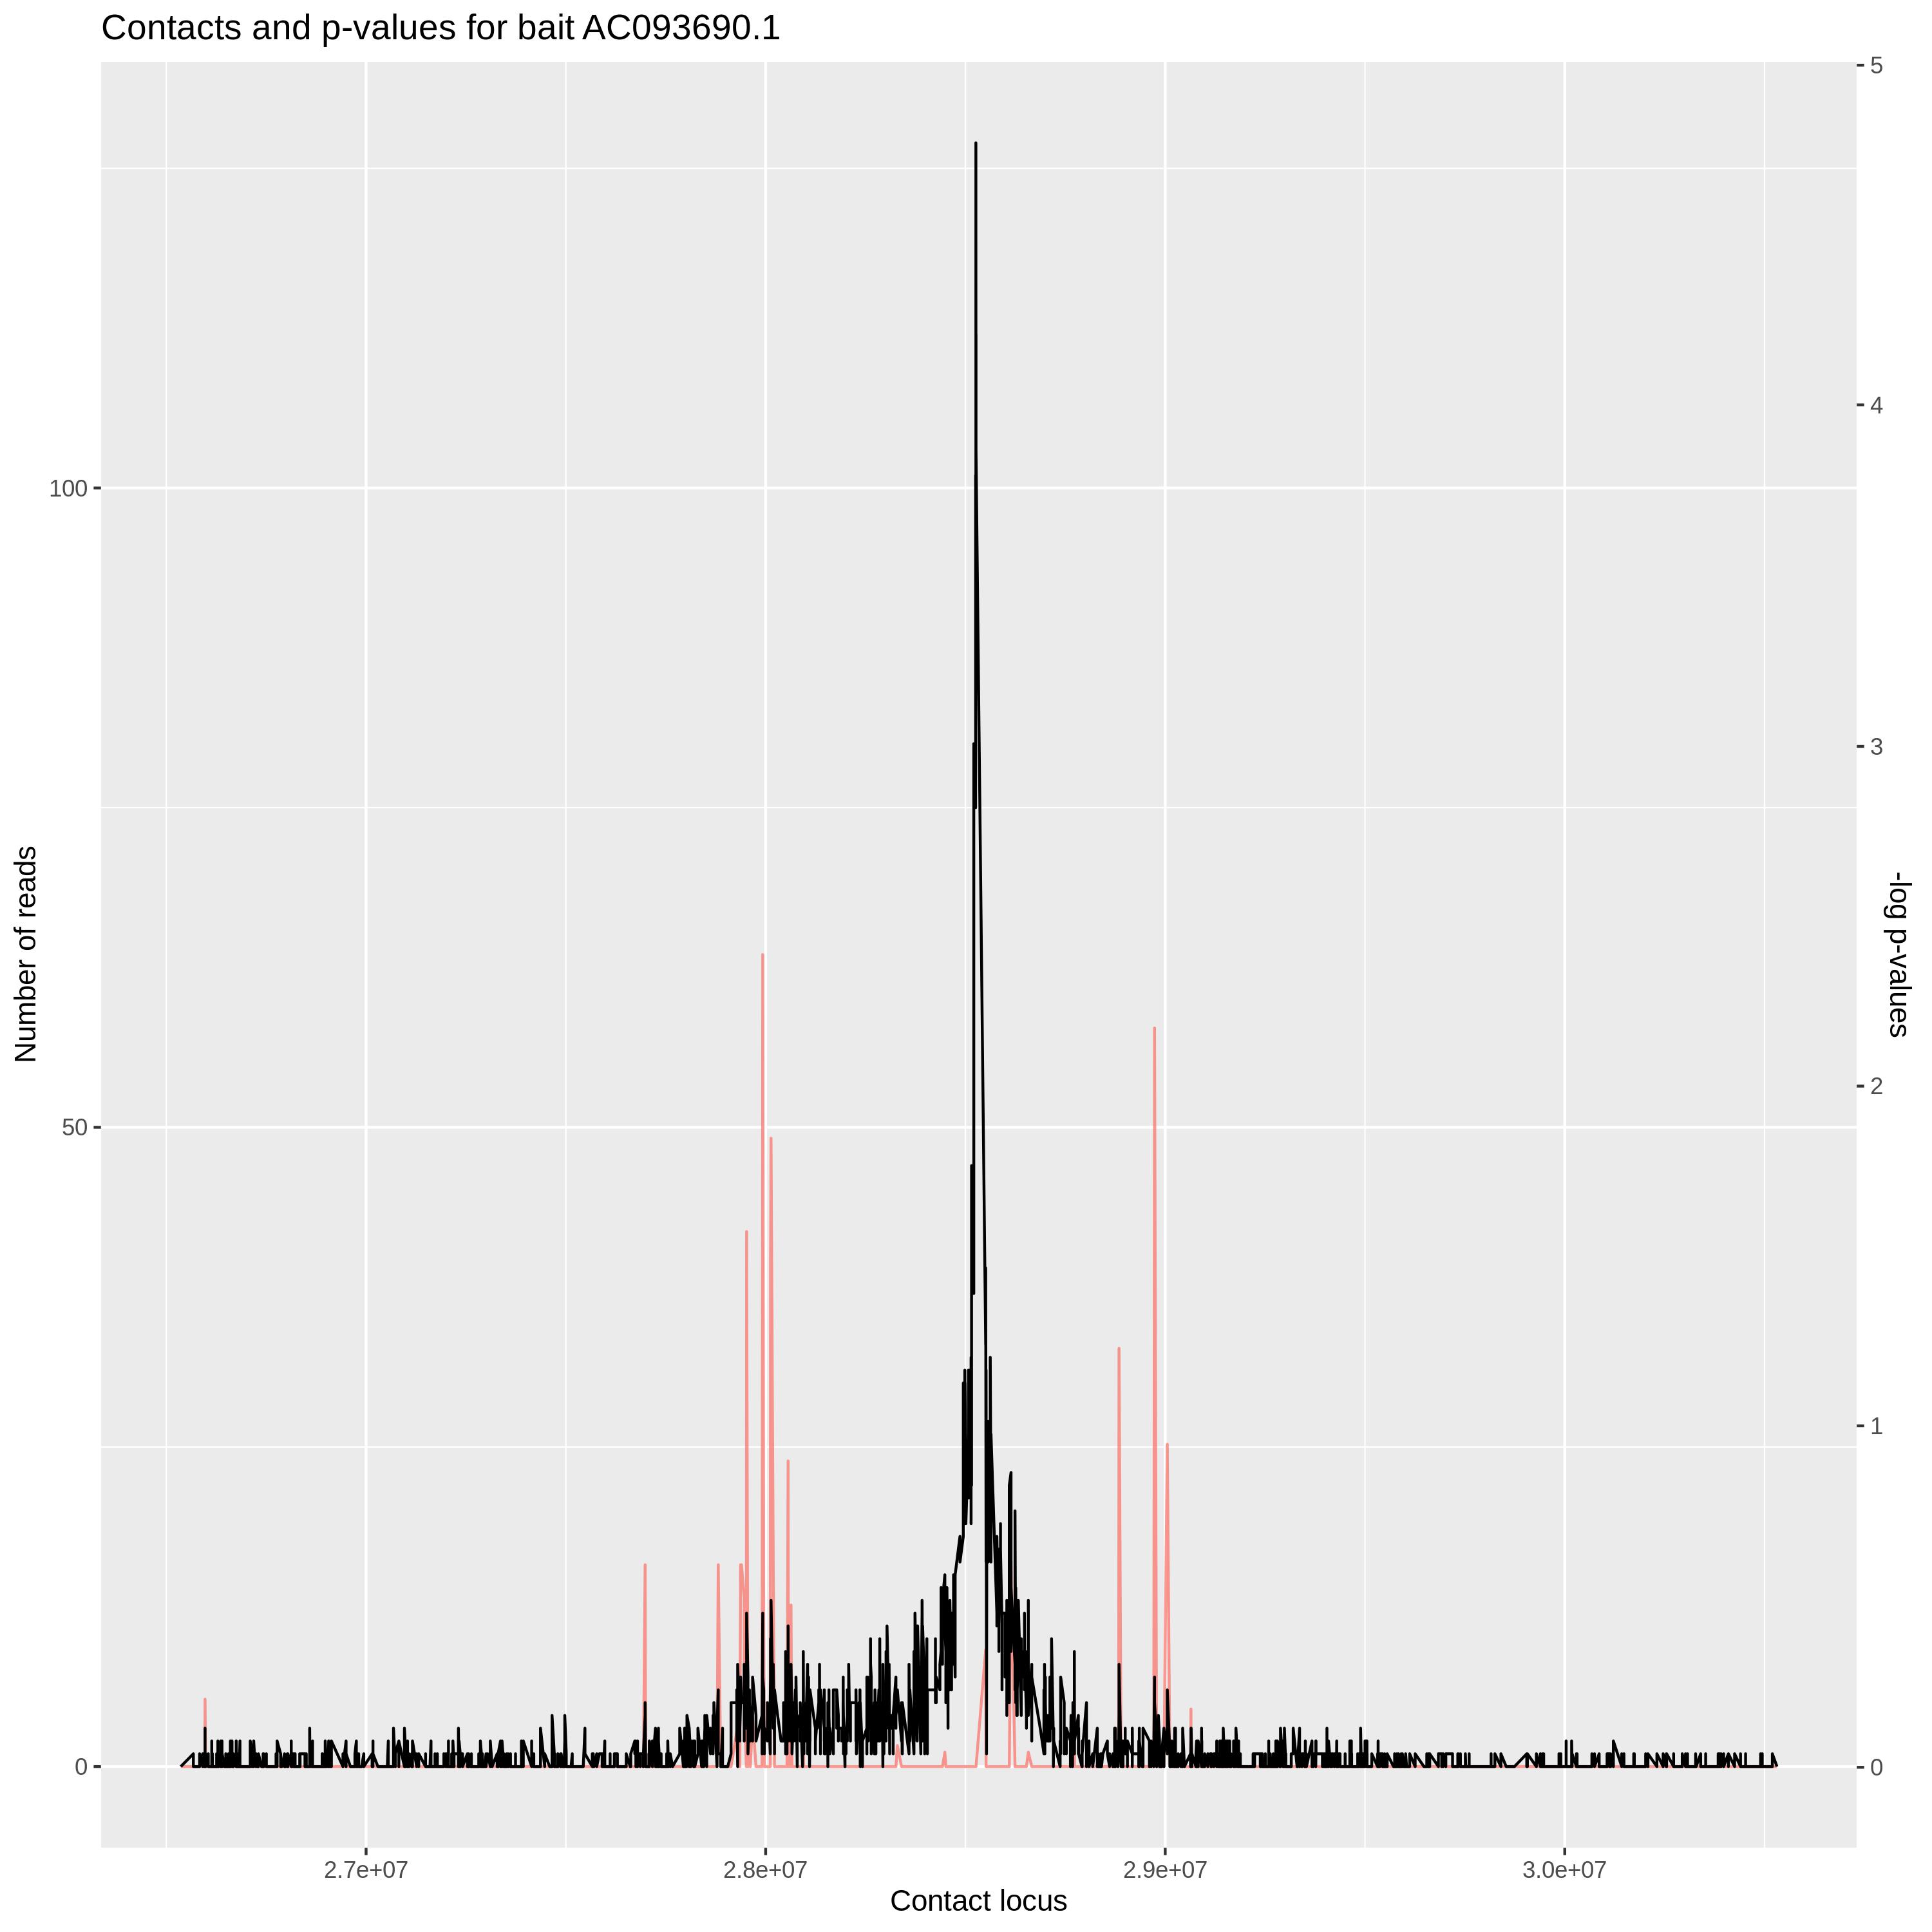 Contacts and p-values for bait AC093690.1
5
4
100
3
Number of reads
-log p-values
2
50
1
0
0
2.7e+07
2.8e+07
2.9e+07
3.0e+07
Contact locus